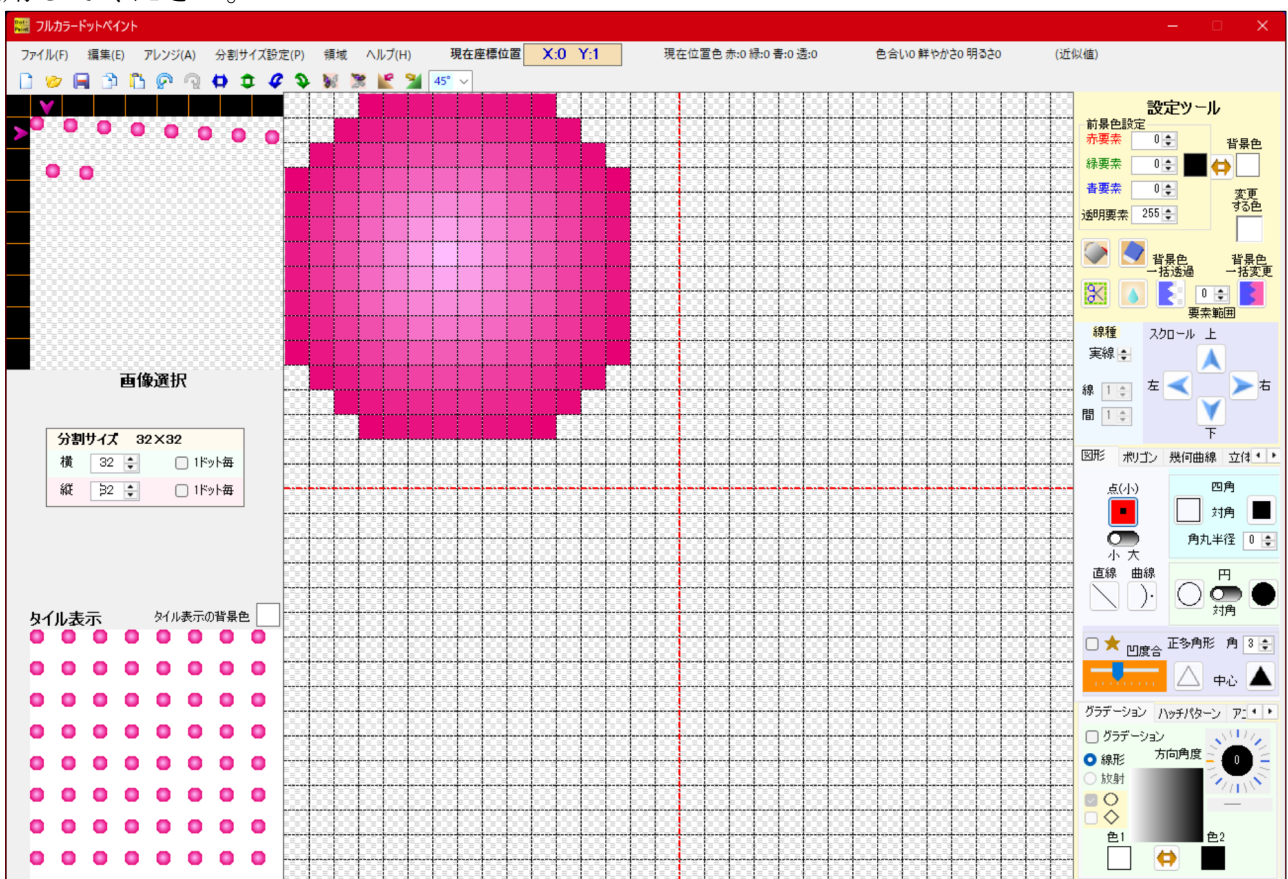 フルカラードットペイント
ファイル(F) 編集(E) アレンジ(A) 分割サイズ設定(P) 領域 ヘルプ(H) 現在座標位置 X:0 Y:1 現在位置色 赤:0 緑:0 青:0 透:0 色合い0 鮮やかさ0 明るさ0 (近似値)
45°
設定ツール
前景色設定
赤要素 0
背景色
緑要素 0
青要素 0
変更
する色
透明要素 255
背景色
一括透過
背景色
一括変更
0
要素範囲
線種
実線
線 1
間 1
スクロール 上
左
右
下
画像選択
分割サイズ 32×32
横 32 1ドット毎
縦 32 1ドット毎
図形 ポリゴン 幾何曲線 立体
点(小)
小 大
直線 曲線
四角
対角
角丸半径 0
円
対角
凹度合
正多角形 角 3
中心
タイル表示 タイル表示の背景色
グラデーション ハッチパターン
グラデーション
線形
放射
方向角度
0
色1
色2